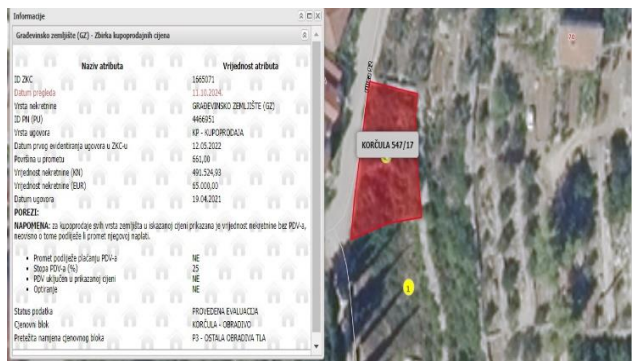 Informacije
Građevinsko zemljište (GZ) - Zbirka kupoprodajnih cijena
Naziv atributa Vrijednost atributa
ID ZKC 1665071
Datum pregleda 11.10.2024.
Vrsta nekretnine GRAĐEVINSKO ZEMLJIŠTE (GZ)
ID PN (PU) 4466951
Vrsta ugovora KP - KUPOPRODAJA
Datum prvog evidentiranja ugovora u ZKC-u 12.05.2022
Površina u prometu 661,00
Vrijednost nekretnine (KN) 491.524,93
Vrijednost nekretnine (EUR) 65.000,00
Datum ugovora 19.04.2021
POREZI:
NAPOMENA: za kupoprodaje svih vrsta zemljišta u iskazanoj cijeni prikazana je vrijednost nekretnine bez PDV-a,
neovisno o tome podliježe li promet njegovoj naplati.
• Promet podliježe plaćanju PDV-a NE
• Stopa PDV-a (%) 25
• PDV uključen u prikazanoj cijeni NE
• Optiranje NE
Status podatka PROVEDENA EVALUACIJA
Cjenovni blok KORČULA - OBRADIVO
Pretežita namjena cjenovnog bloka P3 - OSTALA OBRADIVA TLA
KORČULA 547/17
1